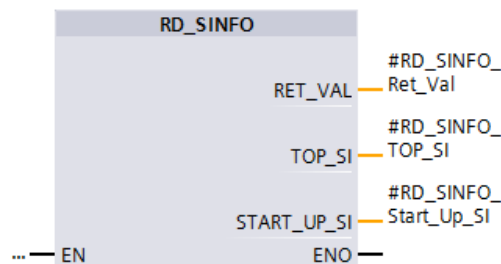 RD_SINFO
RET_VAL
#RD_SINFO_
Ret_Val
TOP_SI
#RD_SINFO_
TOP_SI
START_UP_SI
#RD_SINFO_
Start_Up_SI
... EN
ENO